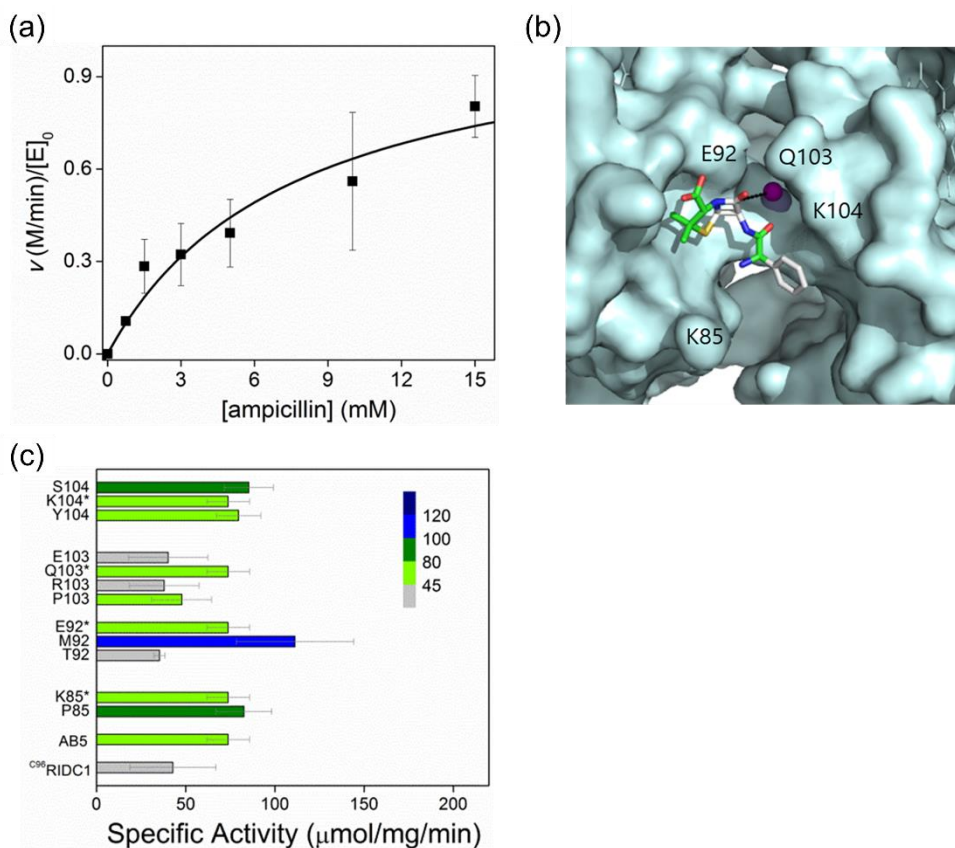 (a)
(b)
0.9
0.6
0.3
0.0
ν (M/min)/[E]₀
0 3 6 9 12 15
[ampicillin] (mM)
E92
Q103
K104
K85
(c)
S104
K104*
Y104
E103
Q103*
R103
P103
E92*
M92
T92
K85*
P85
AB5
C96RIDC1
120
100
80
45
0 50 100 150 200
Specific Activity (μmol/mg/min)